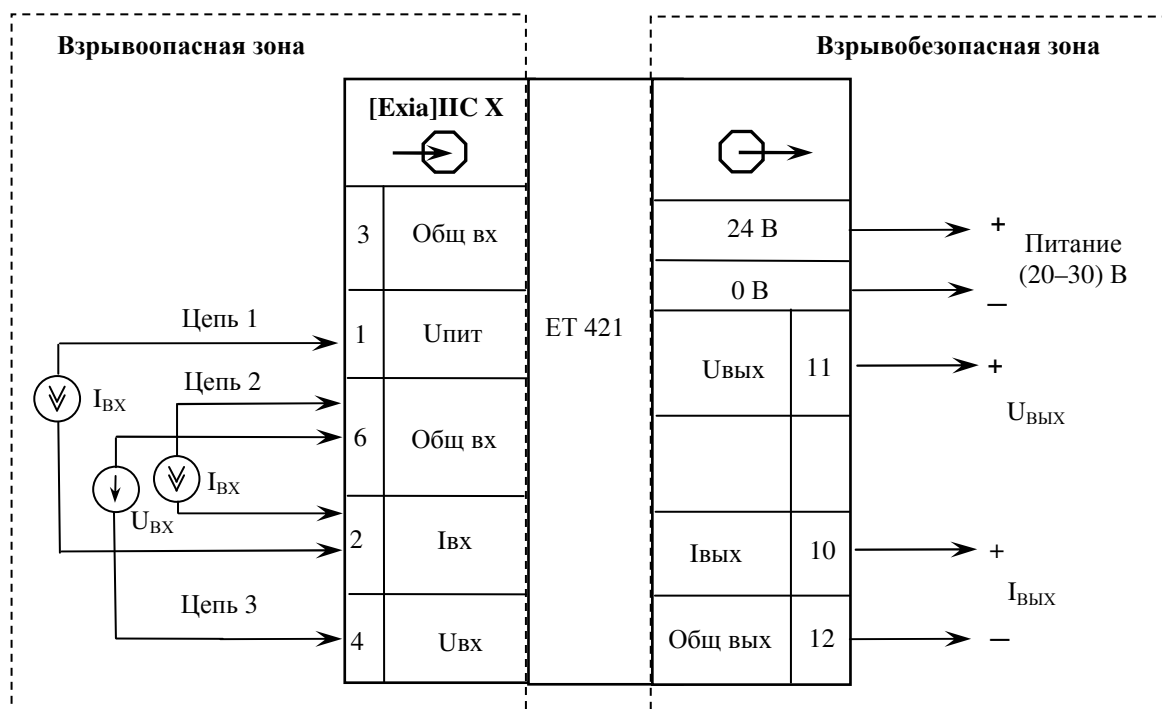 Взрывоопасная зона
Взрывобезопасная зона
[Exia]IIC X
3 Общ вх
24 В
+
Питание
(20–30) В
0 В
–
Цепь 1
1 Uпит
ET 421
Uвых 11
+
Uвых
Цепь 2
Iвх
6 Общ вх
Iвх
Uвх
2 Iвх
Iвых 10
+
Iвых
Цепь 3
4 Uвх
Общ вых 12
–